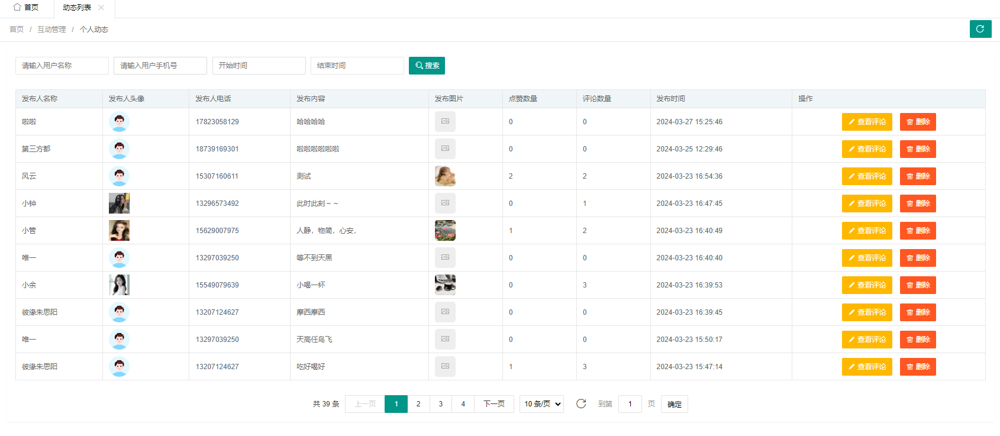 首页 动态列表
首页 / 互动管理 / 个人动态
请输入用户名称 请输入用户手机号 开始时间 结束时间 搜索
发布人名称 发布人头像 发布人电话 发布内容 发布图片 点赞数量 评论数量 发布时间 操作
啦啦 17823058129 哈哈哈哈 0 0 2024-03-27 15:25:46 查看评论 删除
第三方都 18739169301 啦啦啦啦啦啦 0 0 2024-03-25 12:29:46 查看评论 删除
风云 15307160611 测试 2 2 2024-03-23 16:54:36 查看评论 删除
小钟 13296573492 此时此刻～～ 0 1 2024-03-23 16:47:45 查看评论 删除
小管 15629007975 人静，物简，心安， 1 2 2024-03-23 16:40:49 查看评论 删除
唯一 13297039250 等不到天黑 0 0 2024-03-23 16:40:40 查看评论 删除
小余 15549079639 小喝一杯 0 3 2024-03-23 16:39:53 查看评论 删除
彼缘朱思阳 13207124627 摩西摩西 0 0 2024-03-23 16:39:45 查看评论 删除
唯一 13297039250 天高任鸟飞 0 0 2024-03-23 15:50:17 查看评论 删除
彼缘朱思阳 13207124627 吃好喝好 1 3 2024-03-23 15:47:14 查看评论 删除
共 39 条 上一页 1 2 3 4 下一页 10 条/页 到第 1 页 确定